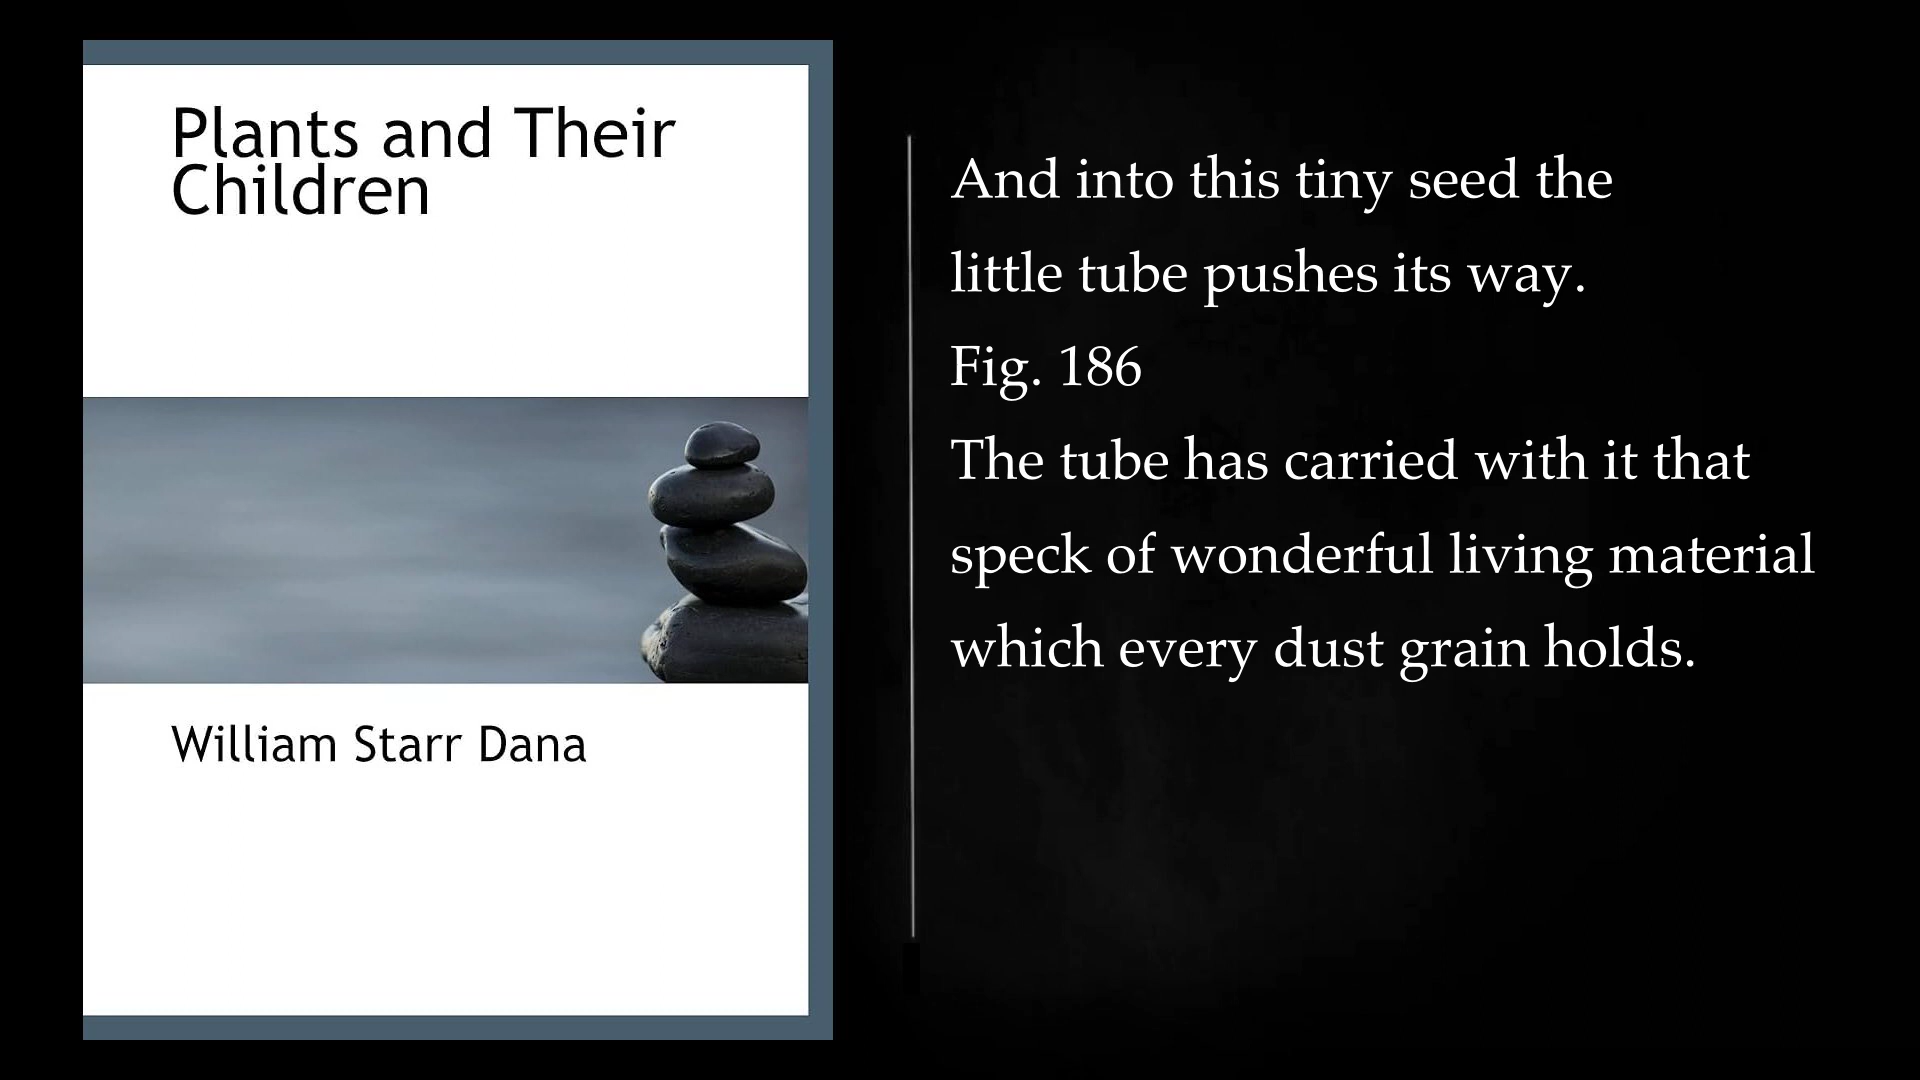 Plants and Their
Children
William Starr Dana
And into this tiny seed the
little tube pushes its way.
Fig. 186
The tube has carried with it that
speck of wonderful living material
which every dust grain holds.